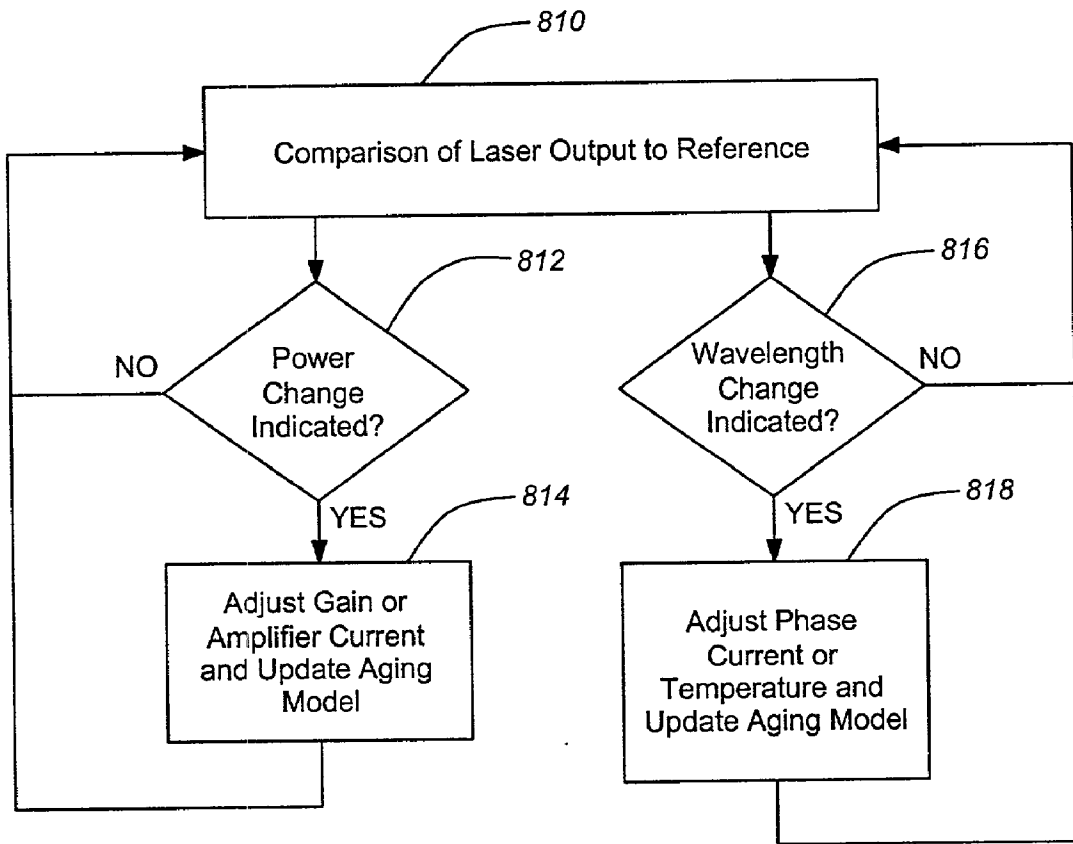 810
Comparison of Laser Output to Reference
812
816
Power
Change
Indicated?
NO
Wavelength
Change
Indicated?
NO
YES
814
YES
818
Adjust Gain or
Amplifier Current
and Update Aging
Model
Adjust Phase
Current or
Temperature and
Update Aging Model